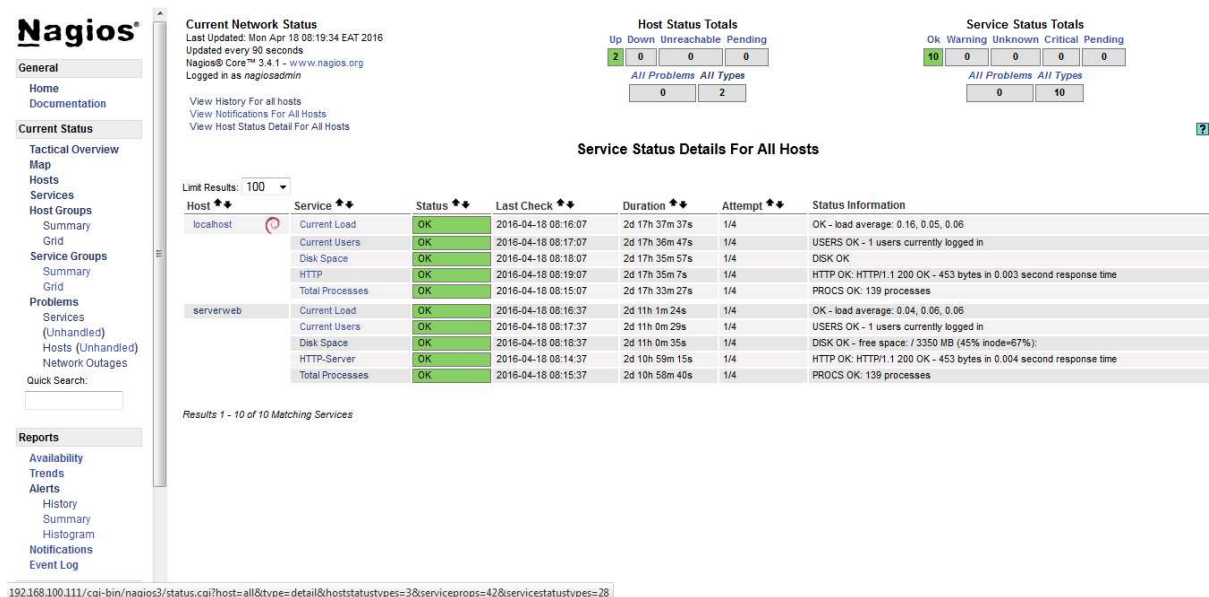 Nagios®
General
Home
Documentation
Current Status
Tactical Overview
Map
Hosts
Services
Host Groups
Summary
Grid
Service Groups
Summary
Grid
Problems
Services
(Unhandled)
Hosts (Unhandled)
Network Outages
Quick Search:
Reports
Availability
Trends
Alerts
History
Summary
Histogram
Notifications
Event Log
Current Network Status
Last Updated: Mon Apr 18 08:19:34 EAT 2016
Updated every 90 seconds
Nagios® Core™ 3.4.1 - www.nagios.org
Logged in as nagiosadmin
View History For all hosts
View Notifications For All Hosts
View Host Status Detail For All Hosts
Host Status Totals
Up Down Unreachable Pending
2 0 0 0
All Problems All Types
0 2
Service Status Totals
Ok Warning Unknown Critical Pending
10 0 0 0 0
All Problems All Types
0 10
?
Service Status Details For All Hosts
Limit Results: 100
Host Service Status Last Check Duration Attempt Status Information
localhost Current Load OK 2016-04-18 08:16:07 2d 17h 37m 37s 1/4 OK - load average: 0.16, 0.05, 0.06
Current Users OK 2016-04-18 08:17:07 2d 17h 36m 47s 1/4 USERS OK - 1 users currently logged in
Disk Space OK 2016-04-18 08:18:07 2d 17h 35m 57s 1/4 DISK OK
HTTP OK 2016-04-18 08:19:07 2d 17h 35m 7s 1/4 HTTP OK: HTTP/1.1 200 OK - 453 bytes in 0.003 second response time
Total Processes OK 2016-04-18 08:15:07 2d 17h 33m 27s 1/4 PROCS OK: 139 processes
serverweb Current Load OK 2016-04-18 08:16:37 2d 11h 1m 24s 1/4 OK - load average: 0.04, 0.06, 0.06
Current Users OK 2016-04-18 08:17:37 2d 11h 0m 29s 1/4 USERS OK - 1 users currently logged in
Disk Space OK 2016-04-18 08:18:37 2d 11h 0m 35s 1/4 DISK OK - free space: / 3350 MB (45% inode=67%):
HTTP-Server OK 2016-04-18 08:14:37 2d 10h 59m 15s 1/4 HTTP OK: HTTP/1.1 200 OK - 453 bytes in 0.004 second response time
Total Processes OK 2016-04-18 08:15:37 2d 10h 58m 40s 1/4 PROCS OK: 139 processes
Results 1 - 10 of 10 Matching Services
192.168.100.111/cgi-bin/nagios3/status.cgi?host=all&type=detail&hoststatustypes=3&serviceprops=42&servicestatustypes=28